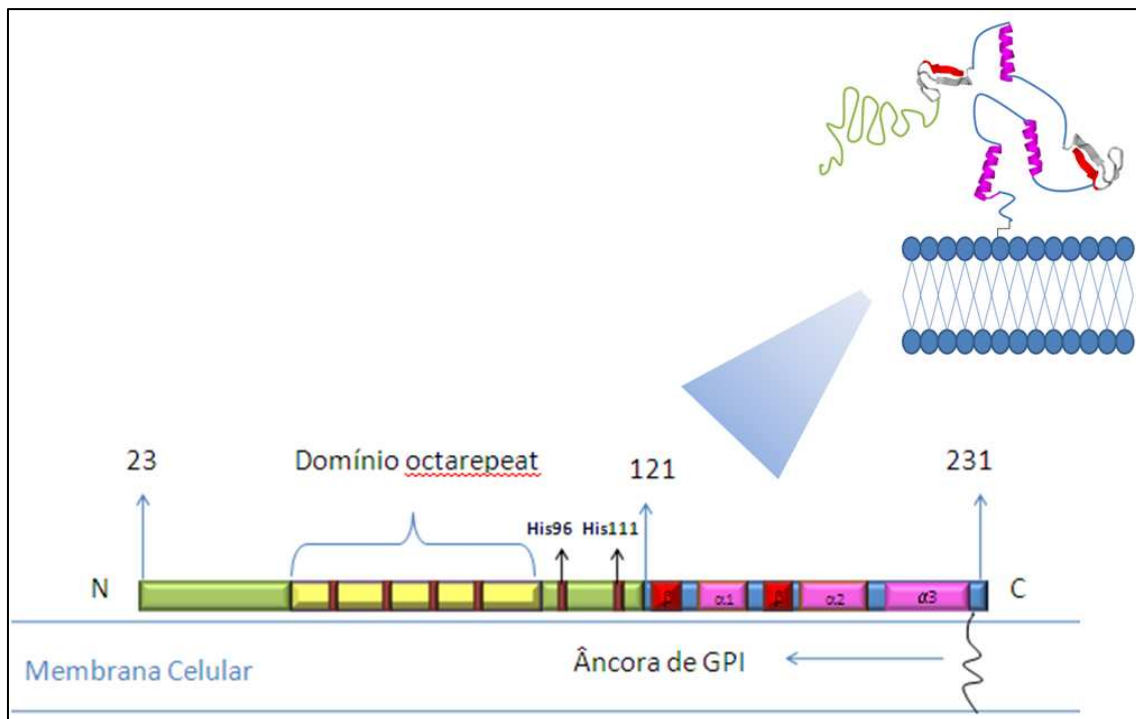 23
Domínio octarepeat
121
231
His96 His111
N
β α1 β α2 α3
C
Âncora de GPI
Membrana Celular